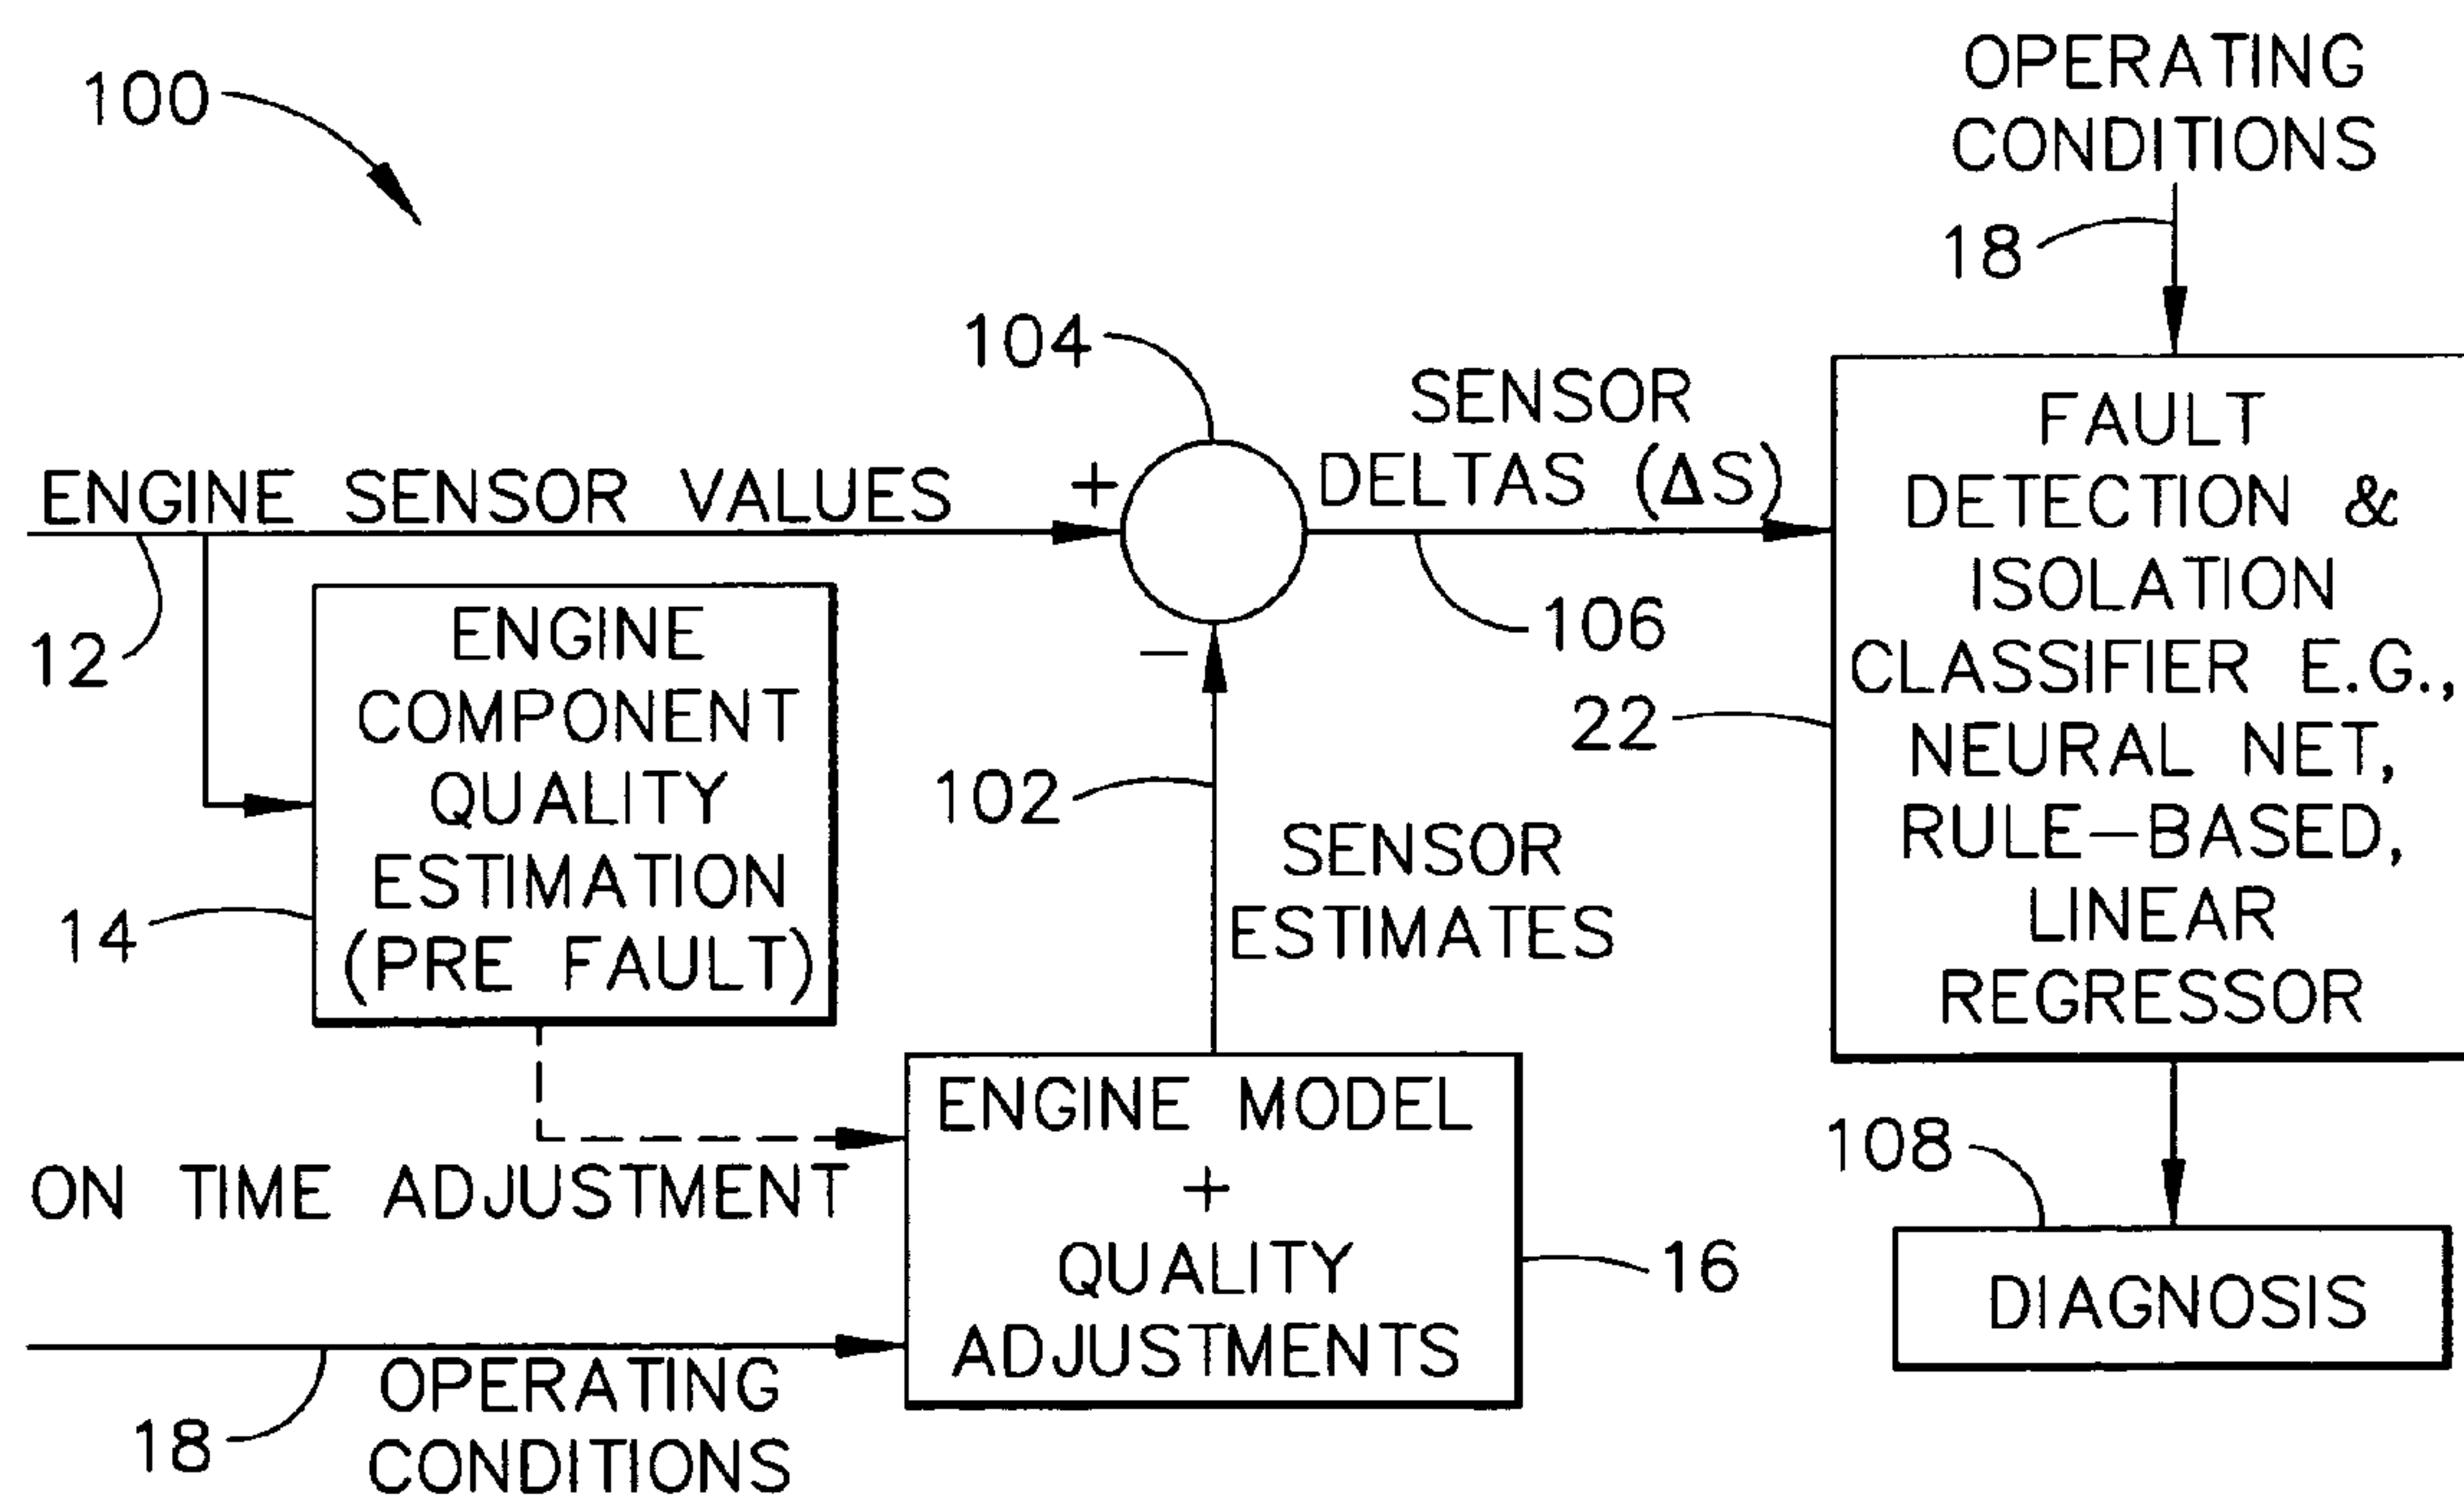 100
OPERATING
CONDITIONS
18
104
ENGINE SENSOR VALUES
+
−
SENSOR
DELTAS (ΔS)
106
12
ENGINE
COMPONENT
QUALITY
ESTIMATION
(PRE FAULT)
14
102
SENSOR
ESTIMATES
22
FAULT
DETECTION &
ISOLATION
CLASSIFIER E.G.,
NEURAL NET,
RULE−BASED,
LINEAR
REGRESSOR
ON TIME ADJUSTMENT
ENGINE MODEL
+
QUALITY
ADJUSTMENTS
16
108
DIAGNOSIS
18
OPERATING
CONDITIONS